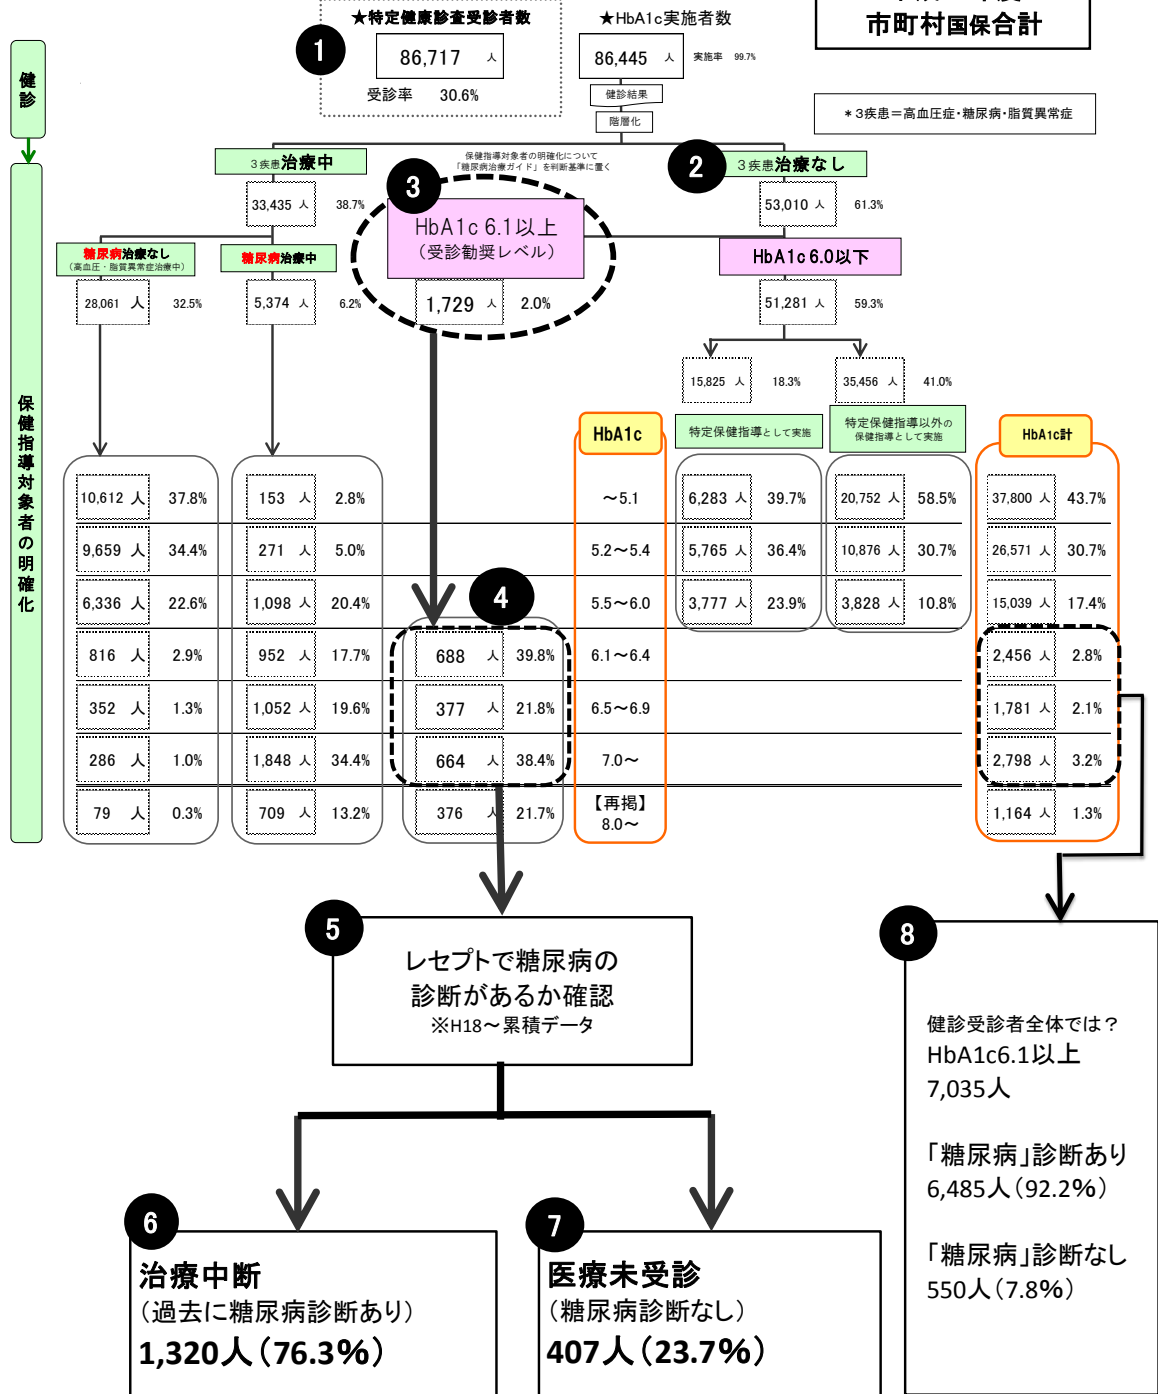 市町村国保合計
★特定健康診査受診者数
★HbA1c実施者数
1
86,717 人
86,445 人
実施率 99.7%
受診率 30.6%
健診結果
階層化
*3疾患=高血圧症・糖尿病・脂質異常症
健診
3疾患治療中
保健指導対象者の明確化について
「糖尿病治療ガイド」を判断基準に置く
2
3疾患治療なし
33,435 人 38.7%
3
53,010 人 61.3%
HbA1c 6.1以上
(受診勧奨レベル)
糖尿病治療なし
(高血圧・脂質異常症治療中)
糖尿病治療中
HbA1c 6.0以下
28,061 人 32.5%
5,374 人 6.2%
1,729 人 2.0%
51,281 人 59.3%
15,825 人 18.3%
35,456 人 41.0%
保健指導対象者の明確化
HbA1c
特定保健指導として実施
特定保健指導以外の
保健指導として実施
HbA1c計
10,612 人 37.8% 153 人 2.8% ~5.1 6,283 人 39.7% 20,752 人 58.5% 37,800 人 43.7%
9,659 人 34.4% 271 人 5.0% 5.2~5.4 5,765 人 36.4% 10,876 人 30.7% 26,571 人 30.7%
6,336 人 22.6% 1,098 人 20.4% 5.5~6.0 3,777 人 23.9% 3,828 人 10.8% 15,039 人 17.4%
4
816 人 2.9% 952 人 17.7% 688 人 39.8% 6.1~6.4 2,456 人 2.8%
352 人 1.3% 1,052 人 19.6% 377 人 21.8% 6.5~6.9 1,781 人 2.1%
286 人 1.0% 1,848 人 34.4% 664 人 38.4% 7.0~ 2,798 人 3.2%
79 人 0.3% 709 人 13.2% 376 人 21.7% 【再掲】
8.0~ 1,164 人 1.3%
5
レセプトで糖尿病の
診断があるか確認
※H18~累積データ
8
健診受診者全体では?
HbA1c6.1以上
7,035人
「糖尿病」診断あり
6,485人(92.2%)
「糖尿病」診断なし
550人(7.8%)
6
治療中断
(過去に糖尿病診断あり)
1,320人(76.3%)
7
医療未受診
(糖尿病診断なし)
407人(23.7%)